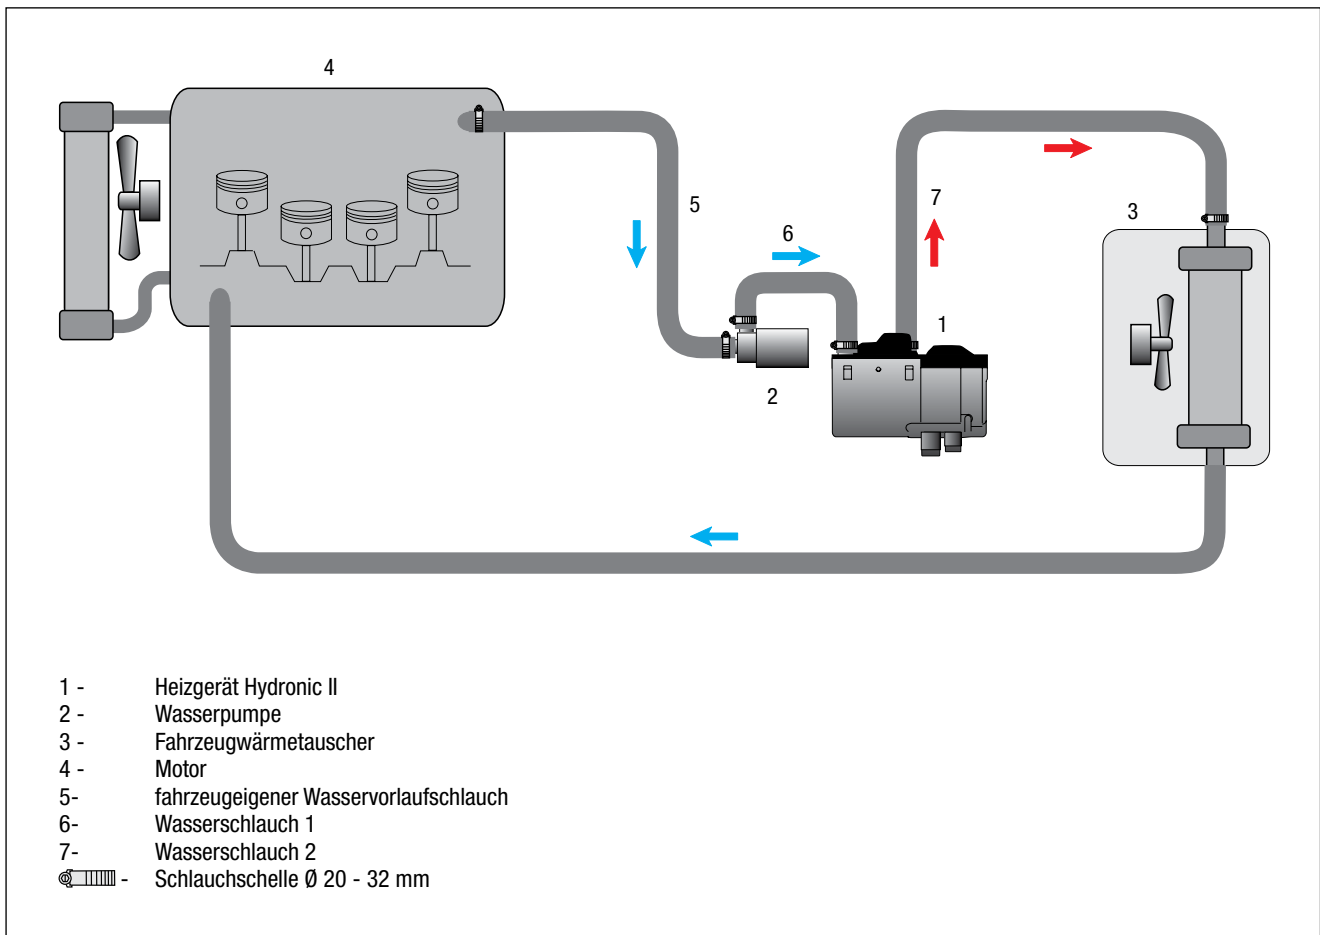 4
5
6
7
3
1
2
1 - Heizgerät Hydronic II
2 - Wasserpumpe
3 - Fahrzeugwärmetauscher
4 - Motor
5- fahrzeugeigener Wasservorlaufschlauch
6- Wasserschlauch 1
7- Wasserschlauch 2
- Schlauchschelle Ø 20 - 32 mm